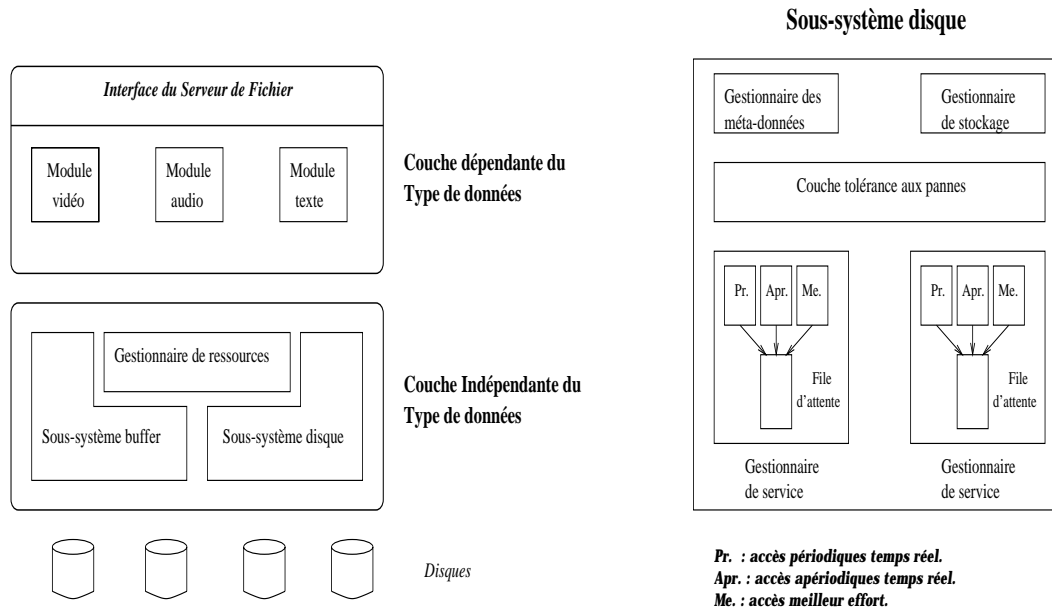 Interface du Serveur de Fichier
Module
vidéo
Module
audio
Module
texte
Couche dépendante du
Type de données
Gestionnaire de ressources
Sous-système buffer
Sous-système disque
Couche Indépendante du
Type de données
Disques
Sous-système disque
Gestionnaire des
méta-données
Gestionnaire
de stockage
Couche tolérance aux pannes
Pr.
Apr.
Me.
File
d'attente
Gestionnaire
de service
Pr.
Apr.
Me.
File
d'attente
Gestionnaire
de service
Pr. : accès périodiques temps réel.
Apr. : accès apériodiques temps réel.
Me. : accès meilleur effort.